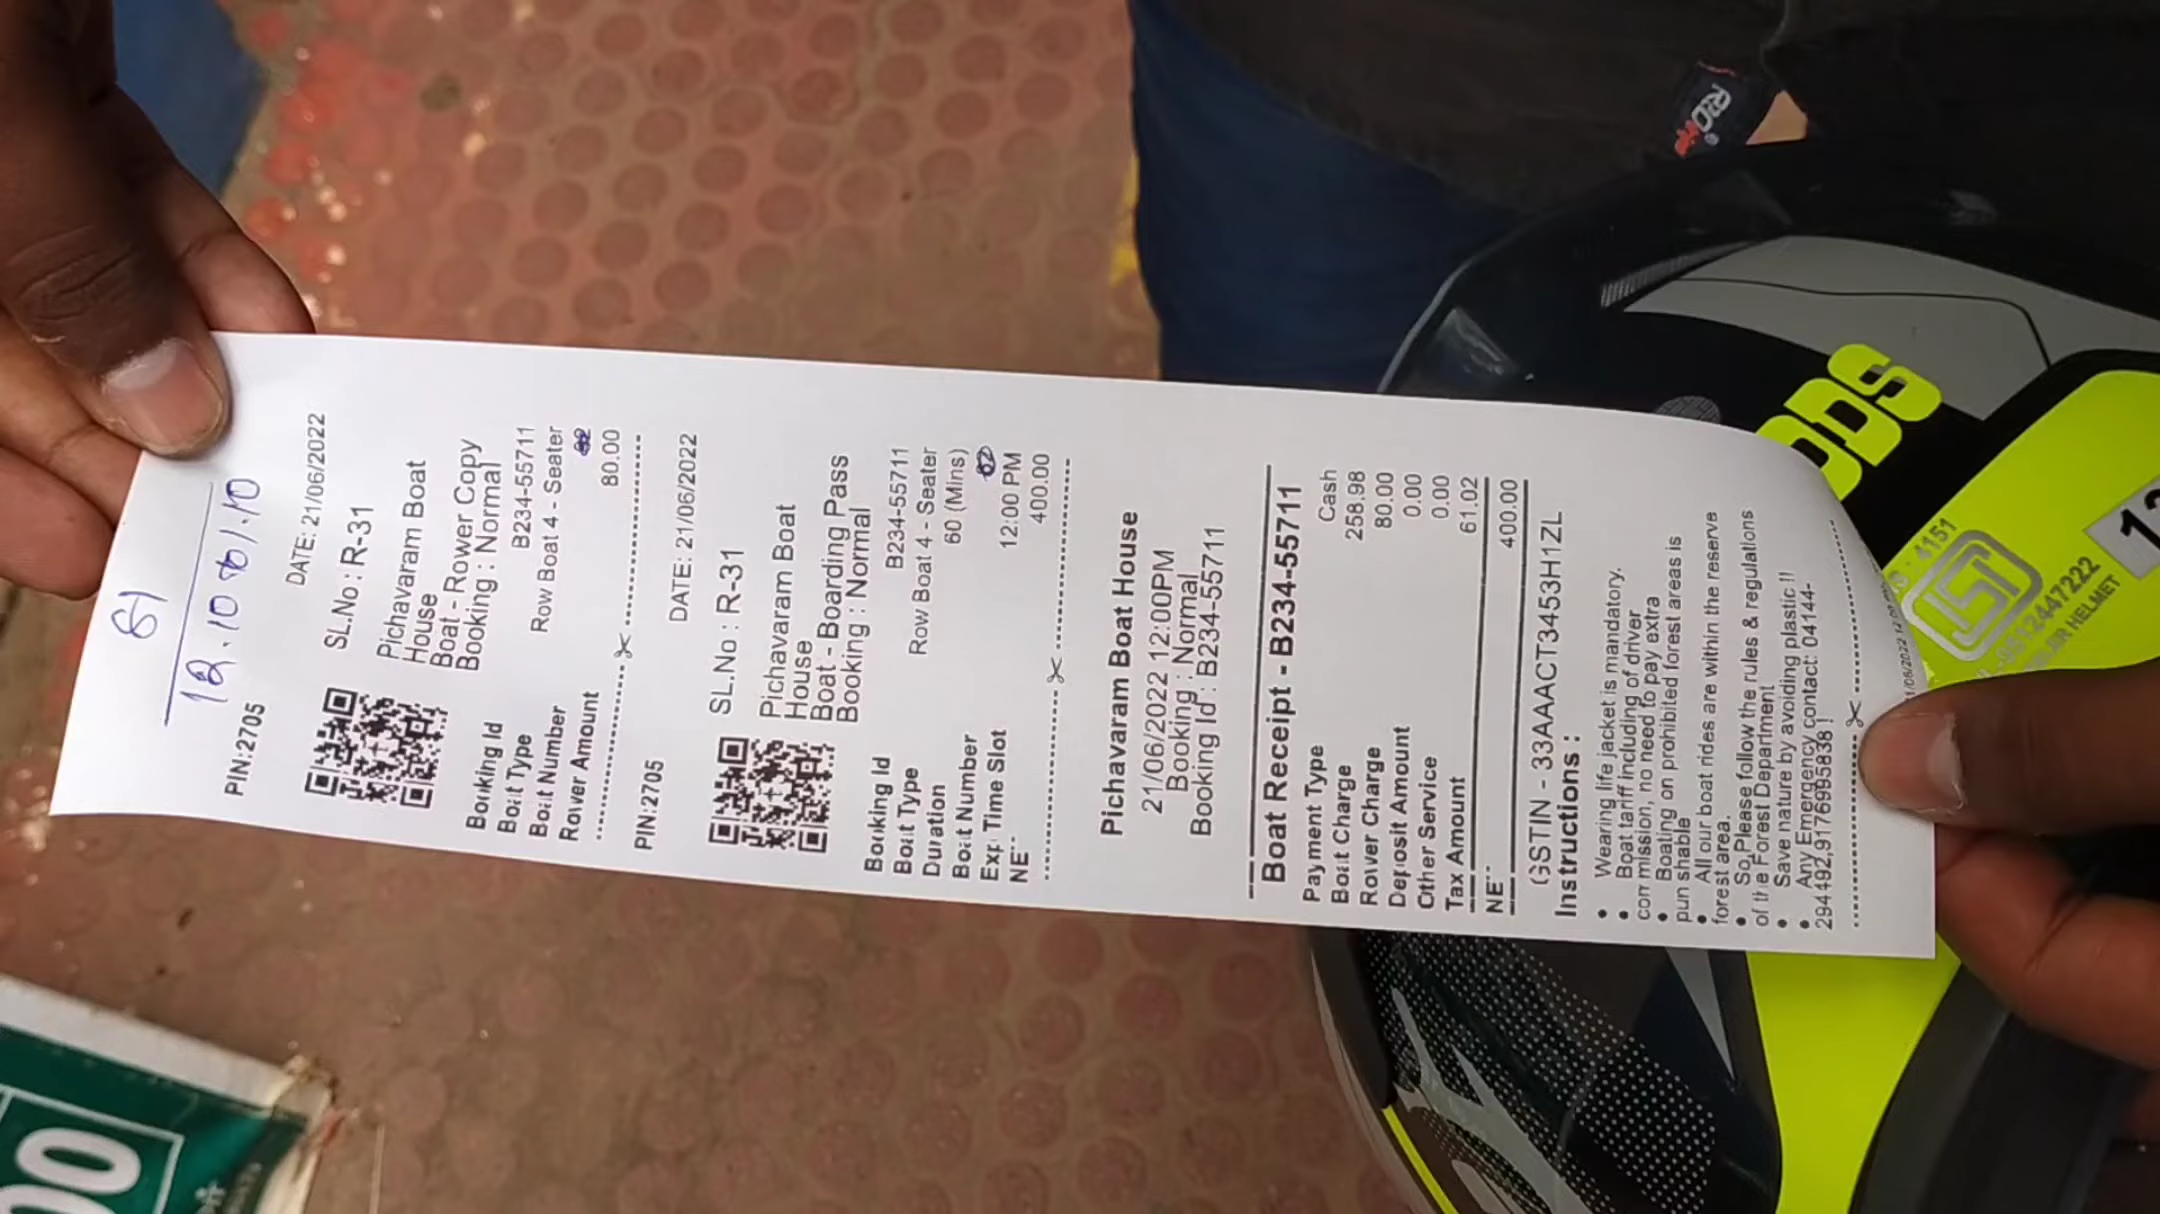 61
12.10 to 1.10
PIN:2705
DATE: 21/06/2022
SL.No : R-31
Pichavaram Boat
House
Boat - Rower Copy
Booking : Normal
Booking Id B234-55711
Boat Type Row Boat 4 - Seater
Boat Number
Rower Amount 80.00
PIN:2705
DATE: 21/06/2022
SL.No : R-31
Pichavaram Boat
House
Boat - Boarding Pass
Booking : Normal
Booking Id B234-55711
Boat Type Row Boat 4 - Seater
Duration 60 (Mins)
Boat Number
Exp Time Slot 12:00 PM
NET 400.00
Pichavaram Boat House
21/06/2022 12:00PM
Booking : Normal
Booking Id : B234-55711
Boat Receipt - B234-55711
Payment Type Cash
Boat Charge 258.98
Rower Charge 80.00
Deposit Amount 0.00
Other Service 0.00
Tax Amount 61.02
NET 400.00
GSTIN - 33AAACT3453H1ZL
Instructions :
• Wearing life jacket is mandatory.
• Boat tariff including of driver
commission, no need to pay extra
• Boating on prohibited forest areas is
punishable
• All our boat rides are within the reserve
forest area.
• So,Please follow the rules & regulations
of the Forest Department
• Save nature by avoiding plastic !!
• Any Emergency contact: 04144-
294492,9176995838 !
ODS
4151
ISI
HELMET
00